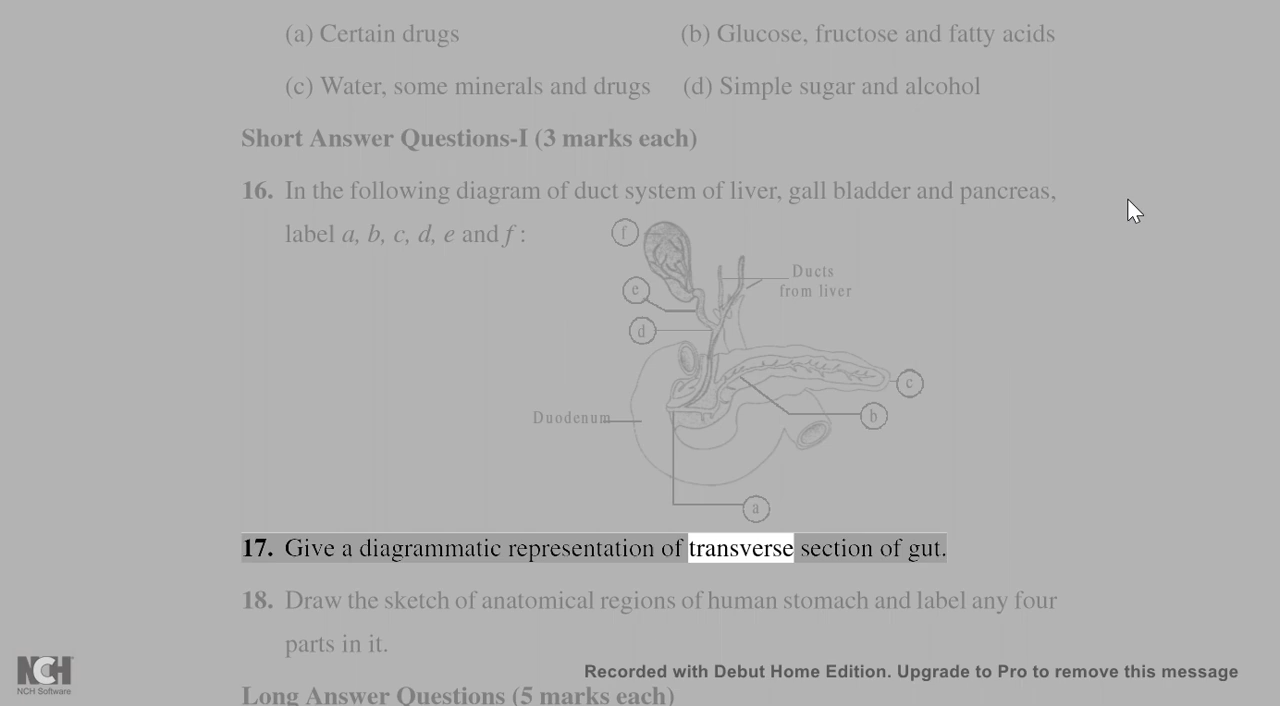 (a) Certain drugs (b) Glucose, fructose and fatty acids
(c) Water, some minerals and drugs (d) Simple sugar and alcohol
Short Answer Questions-I (3 marks each)
16. In the following diagram of duct system of liver, gall bladder and pancreas,
label a, b, c, d, e and f :
f
Ducts
from liver
e
d
c
b
Duodenum
a
17. Give a diagrammatic representation of transverse section of gut.
18. Draw the sketch of anatomical regions of human stomach and label any four
parts in it.
Long Answer Questions (5 marks each)
NCH
NCH Software
Recorded with Debut Home Edition. Upgrade to Pro to remove this message